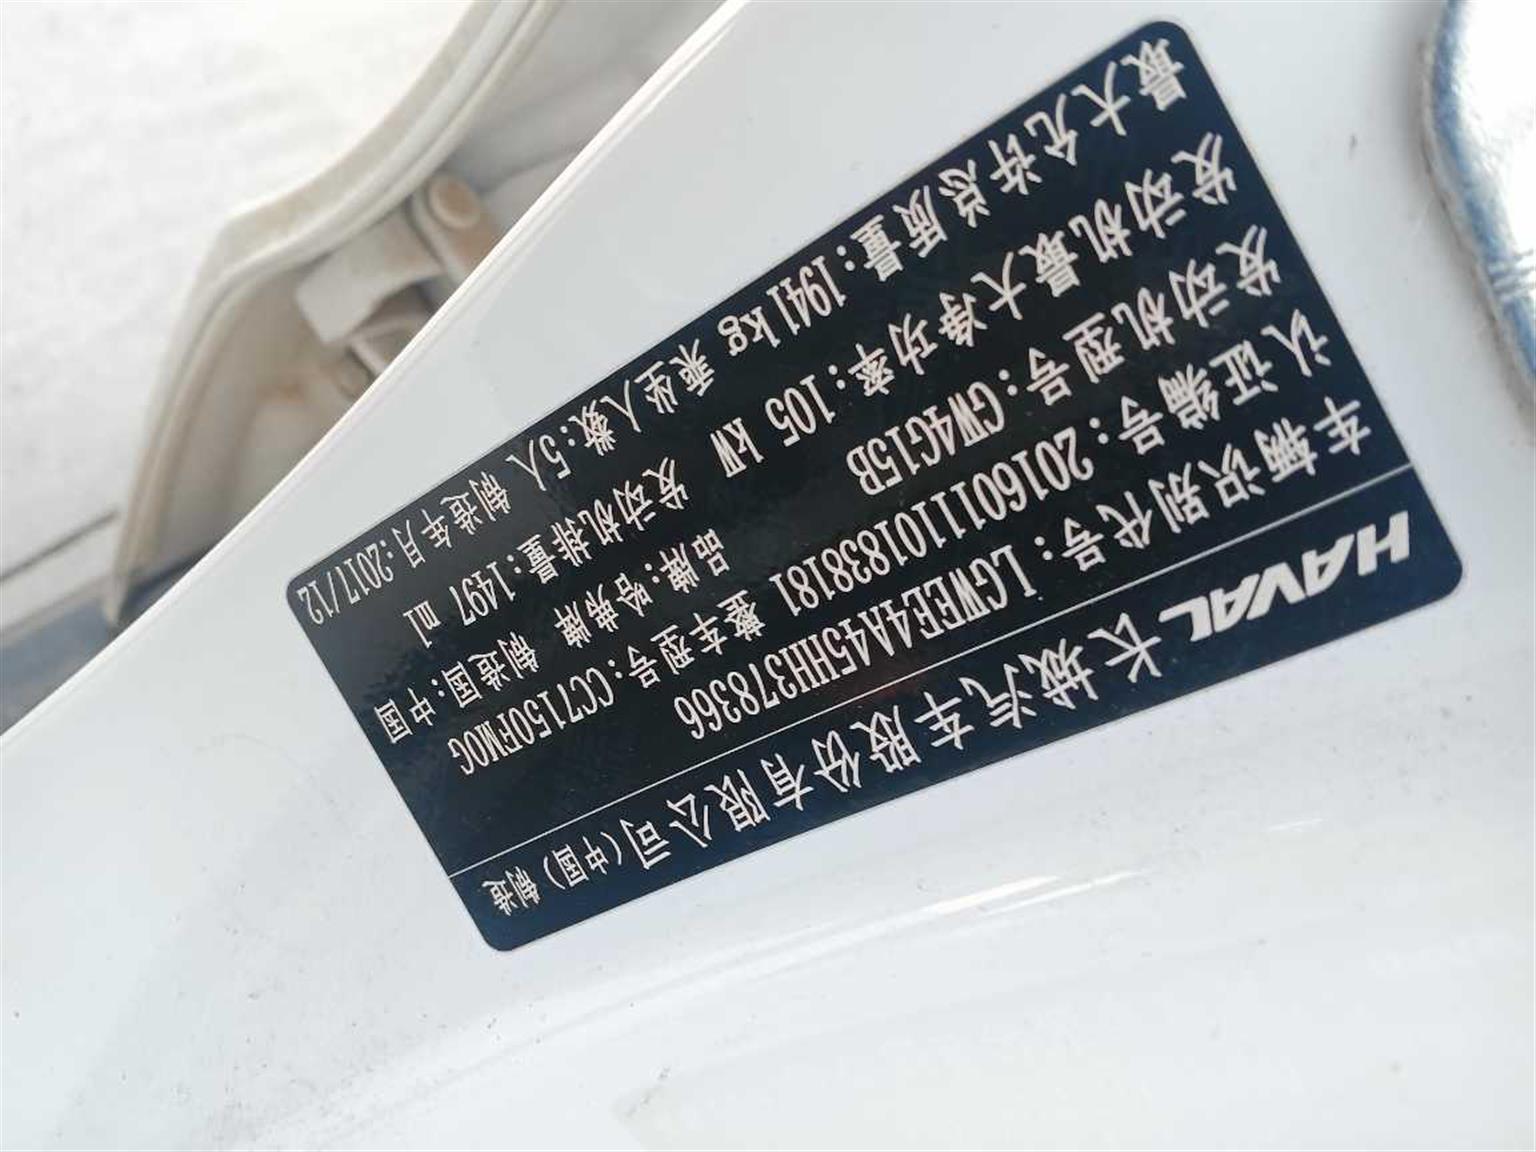 HAVAL 长城汽车股份有限公司(中国)制造
车辆识别代号:LGWEE4A45HH378366
认证编号:2016011101838181 整车型号:CC7150FM0G
发动机型号:GW4G15B 品牌:哈弗牌 制造国:中国
发动机最大净功率:105 kW 发动机排量:1497 ml
最大允许总质量:1941kg 乘坐人数:5人 制造年月:2017/12